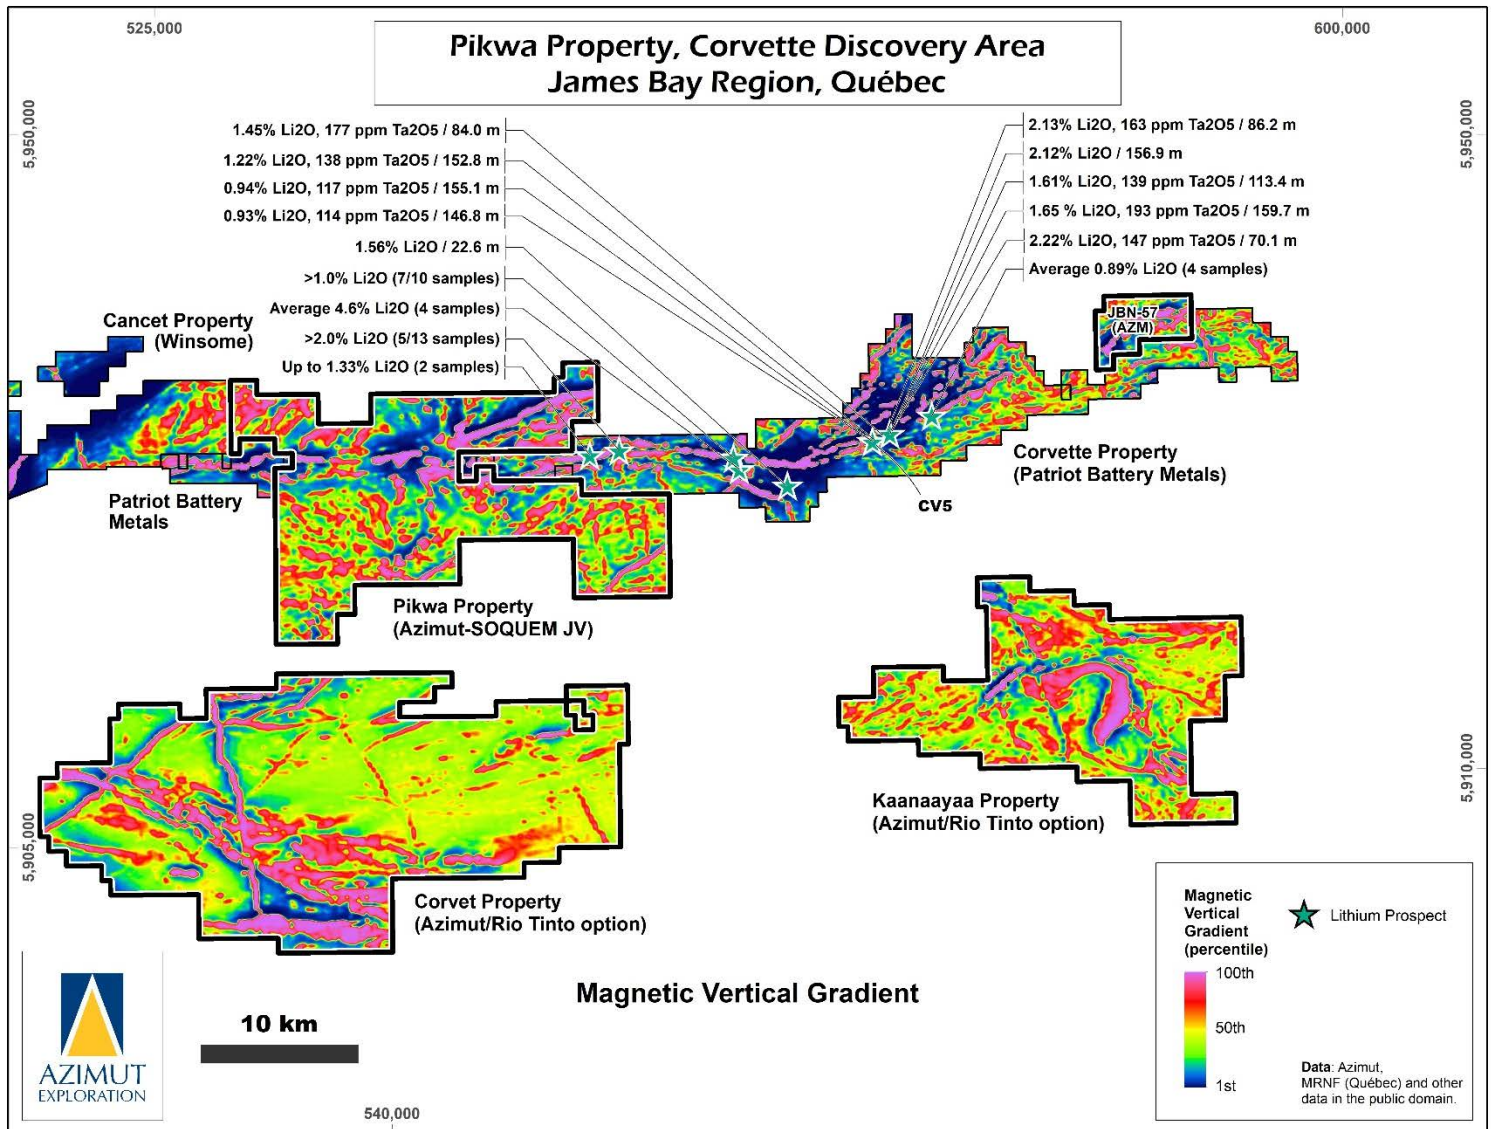 525,000
600,000
Pikwa Property, Corvette Discovery Area
James Bay Region, Québec
5,950,000
5,950,000
1.45% Li2O, 177 ppm Ta2O5 / 84.0 m
1.22% Li2O, 138 ppm Ta2O5 / 152.8 m
0.94% Li2O, 117 ppm Ta2O5 / 155.1 m
0.93% Li2O, 114 ppm Ta2O5 / 146.8 m
1.56% Li2O / 22.6 m
>1.0% Li2O (7/10 samples)
Average 4.6% Li2O (4 samples)
>2.0% Li2O (5/13 samples)
Up to 1.33% Li2O (2 samples)
2.13% Li2O, 163 ppm Ta2O5 / 86.2 m
2.12% Li2O / 156.9 m
1.61% Li2O, 139 ppm Ta2O5 / 113.4 m
1.65 % Li2O, 193 ppm Ta2O5 / 159.7 m
2.22% Li2O, 147 ppm Ta2O5 / 70.1 m
Average 0.89% Li2O (4 samples)
Cancet Property
(Winsome)
JBN-57
(AZM)
Patriot Battery
Metals
Corvette Property
(Patriot Battery Metals)
CV5
Pikwa Property
(Azimut-SOQUEM JV)
Kaanaayaa Property
(Azimut/Rio Tinto option)
5,910,000
5,905,000
Corvet Property
(Azimut/Rio Tinto option)
Magnetic Vertical Gradient
10 km
AZIMUT
EXPLORATION
540,000
Magnetic
Vertical
Gradient
(percentile)
100th
50th
1st
Lithium Prospect
Data: Azimut,
MRNF (Québec) and other
data in the public domain.